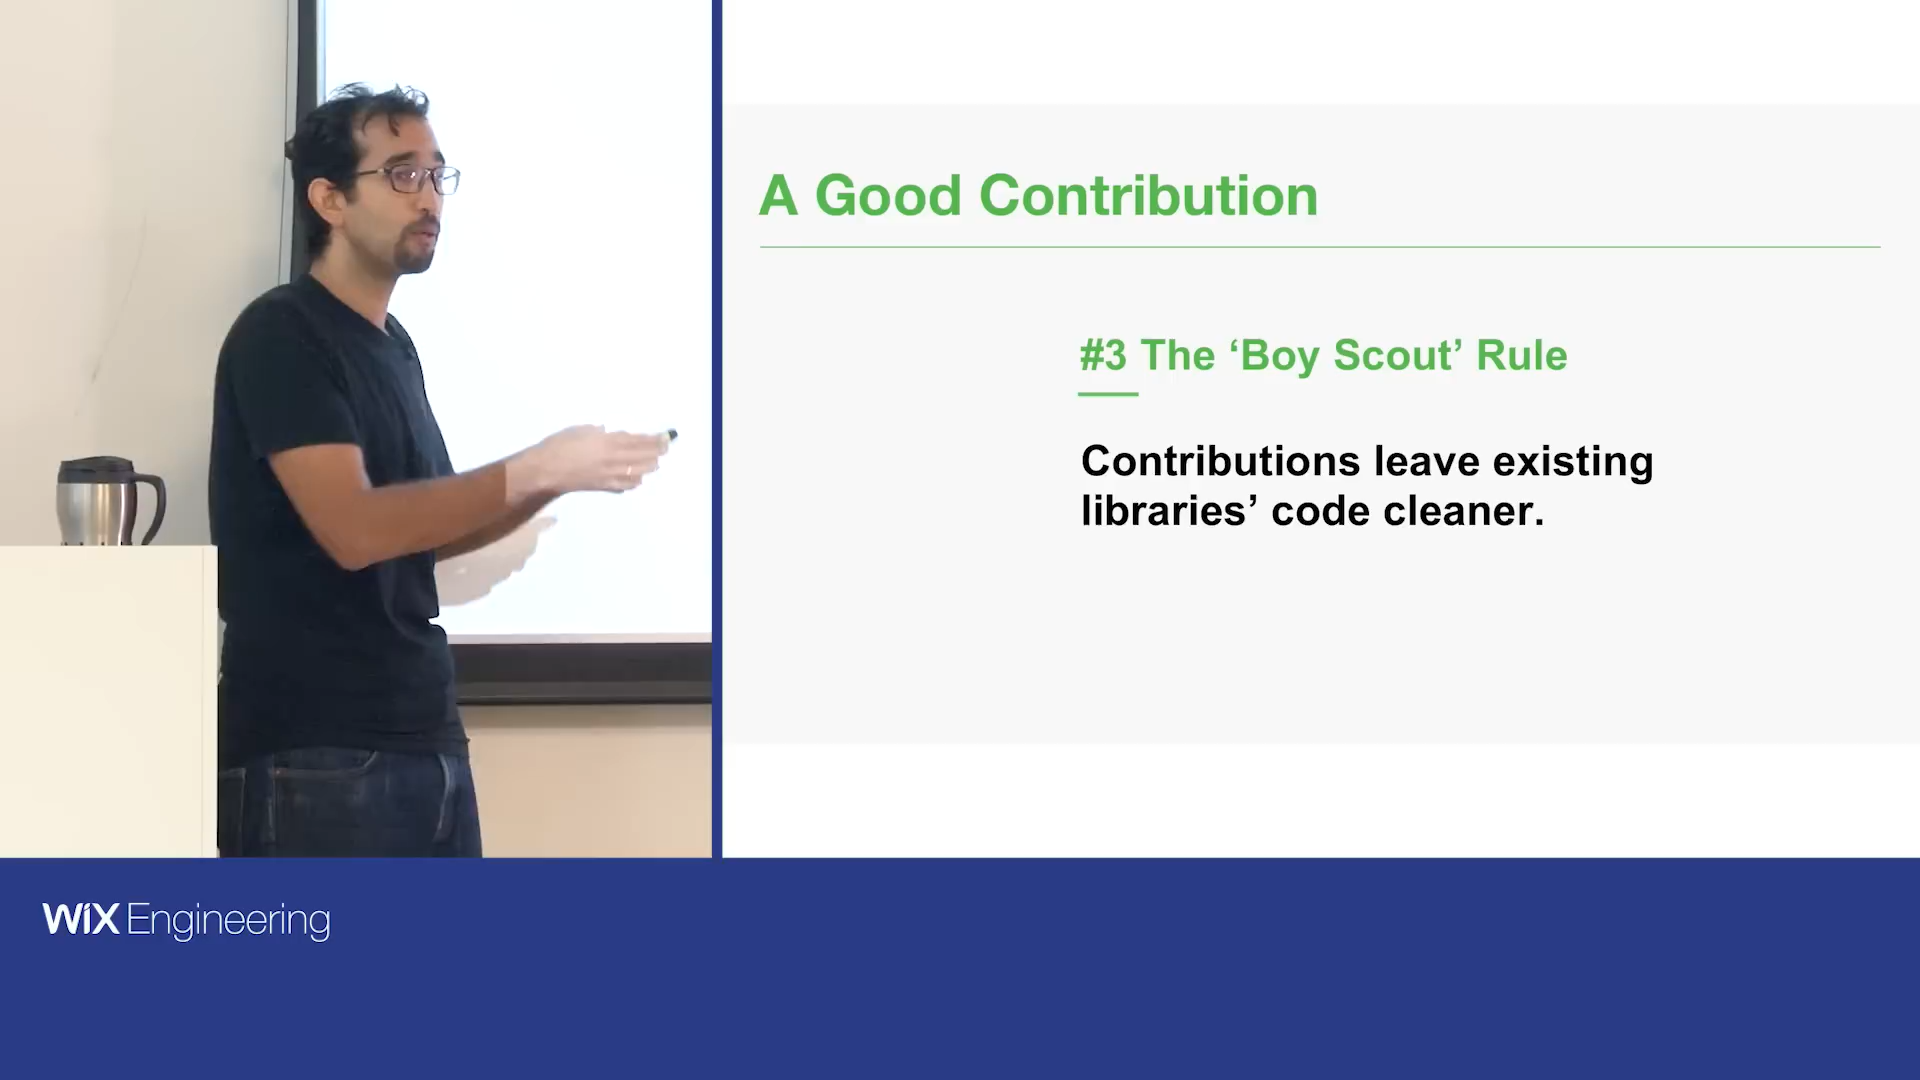 A Good Contribution
#3 The ‘Boy Scout’ Rule
Contributions leave existing
libraries’ code cleaner.
WiX Engineering